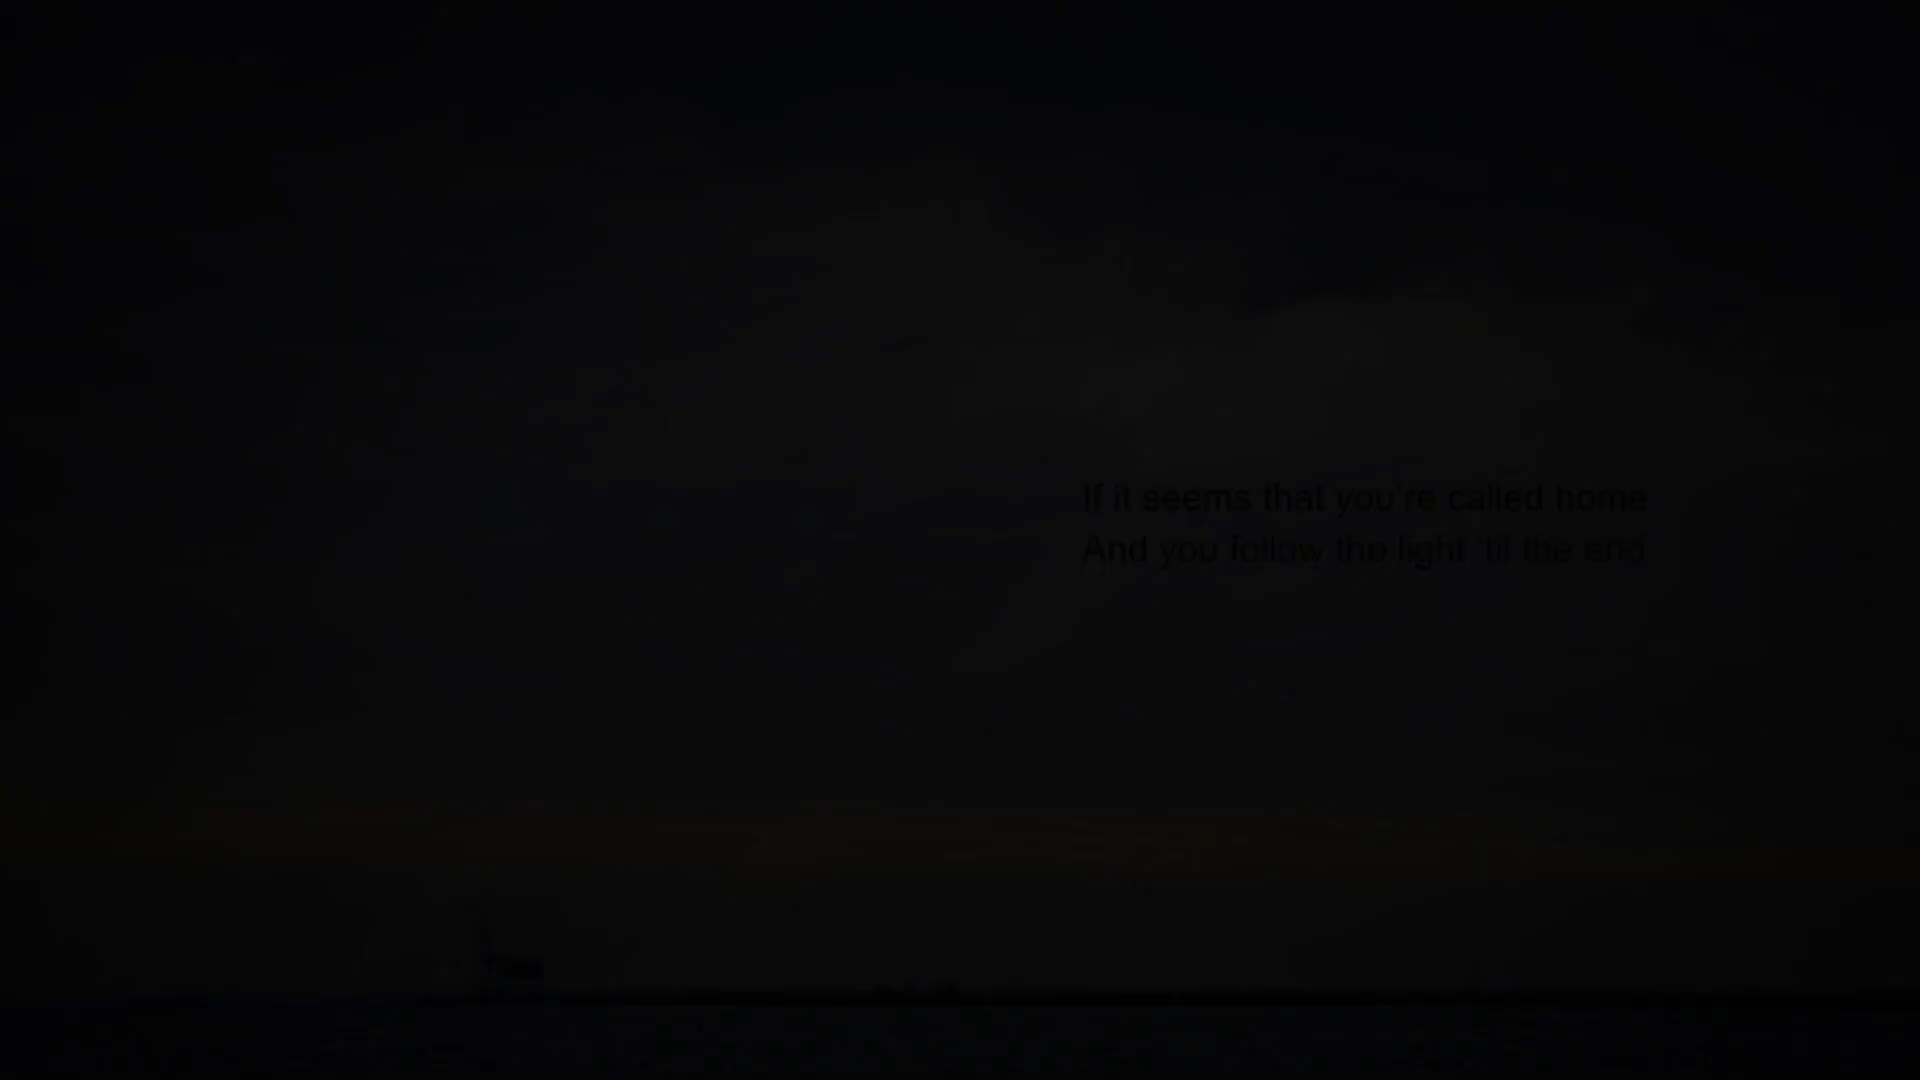 If it seems that you're called home
And you follow the light 'til the end